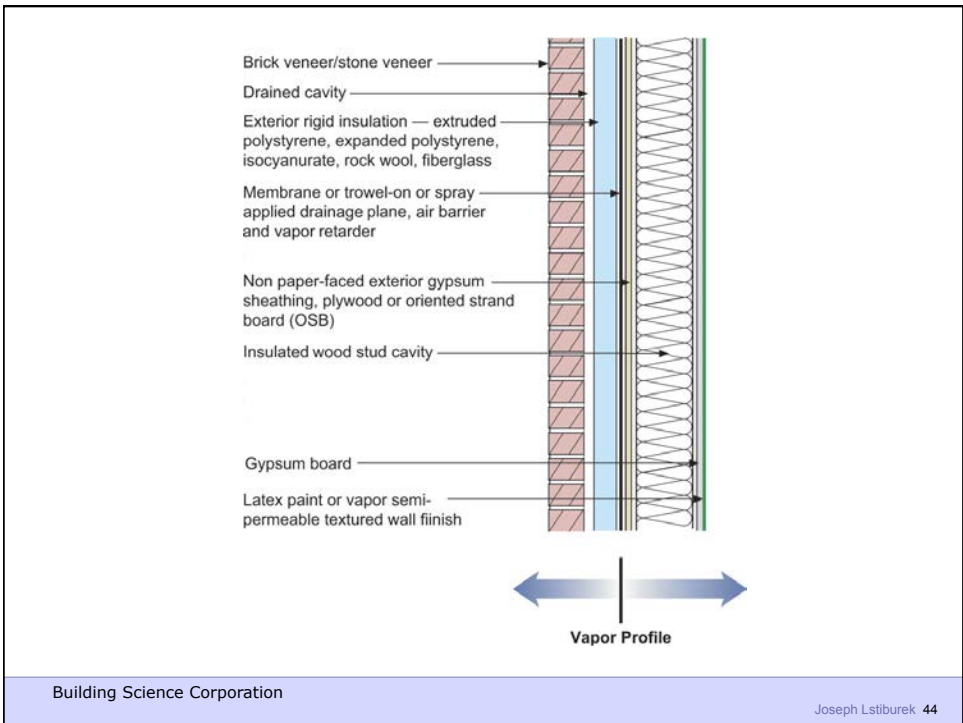 Brick veneer/stone veneer
Drained cavity
Exterior rigid insulation — extruded
polystyrene, expanded polystyrene,
isocyanurate, rock wool, fiberglass
Membrane or trowel-on or spray
applied drainage plane, air barrier
and vapor retarder
Non paper-faced exterior gypsum
sheathing, plywood or oriented strand
board (OSB)
Insulated wood stud cavity
Gypsum board
Latex paint or vapor semi-
permeable textured wall fiinish
Vapor Profile
Building Science Corporation
Joseph Lstiburek 44